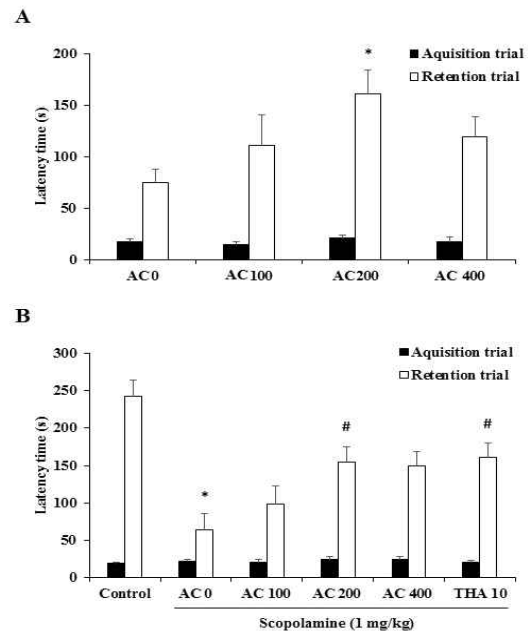 A
Aquisition trial
Retention trial
*
Latency time (s)
200
150
100
50
0
AC 0 AC 100 AC 200 AC 400
B
Aquisition trial
Retention trial
* # #
Latency time (s)
300
250
200
150
100
50
0
Control AC 0 AC 100 AC 200 AC 400 THA 10
Scopolamine (1 mg/kg)